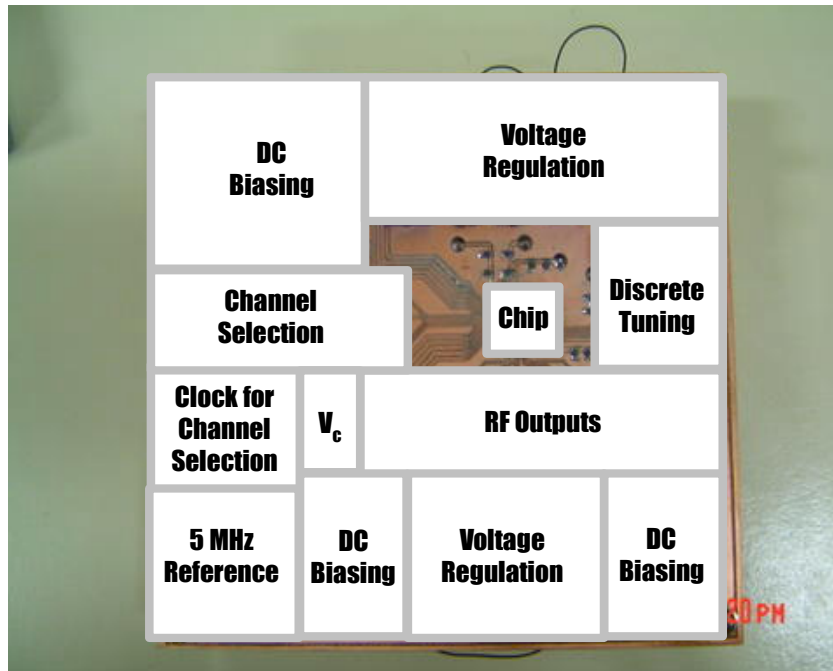 DC
Biasing
Voltage
Regulation
Channel
Selection
Chip
Discrete
Tuning
Clock for
Channel
Selection
Vc
RF Outputs
5 MHz
Reference
DC
Biasing
Voltage
Regulation
DC
Biasing
PM